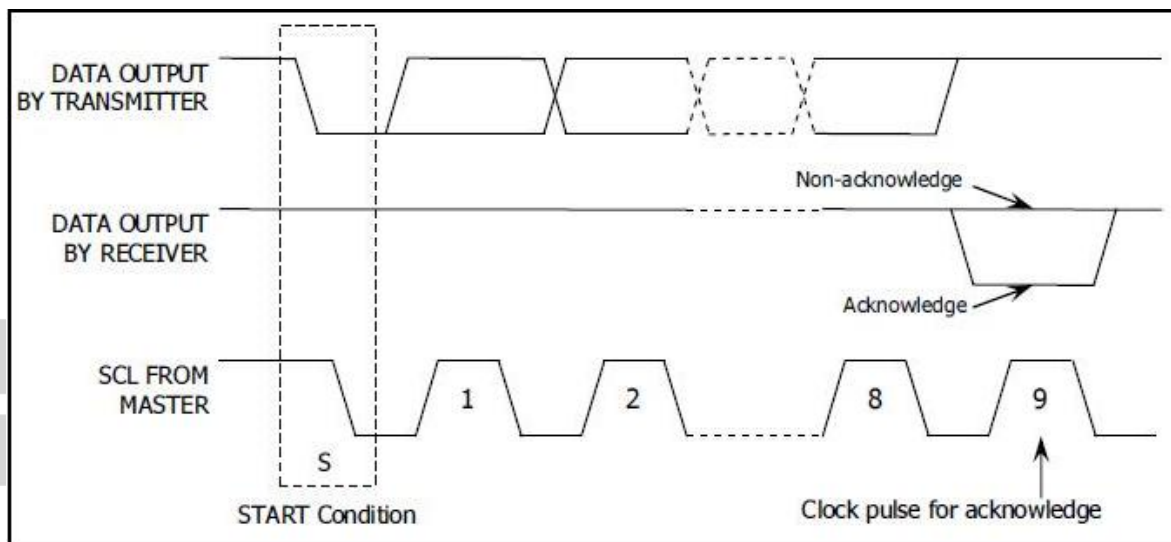 DATA OUTPUT
BY TRANSMITTER
Non-acknowledge
DATA OUTPUT
BY RECEIVER
Acknowledge
SCL FROM
MASTER
1
2
8
9
S
START Condition
Clock pulse for acknowledge